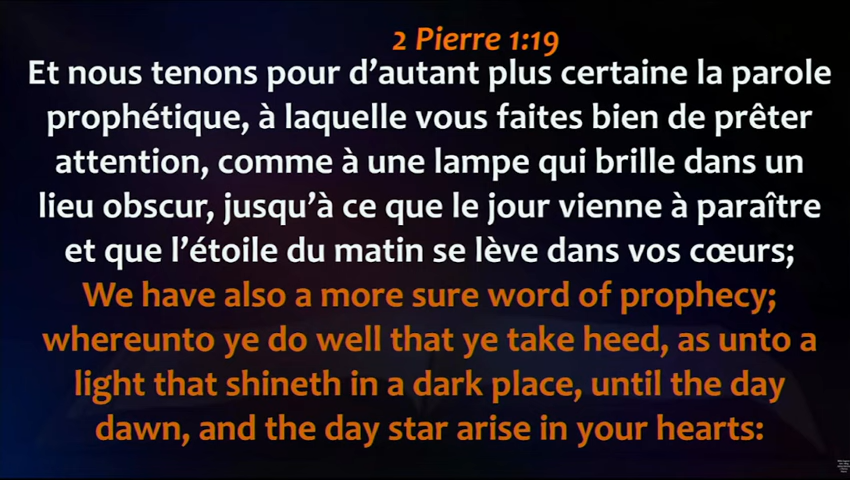 2 Pierre 1:19
Et nous tenons pour d’autant plus certaine la parole
prophétique, à laquelle vous faites bien de prêter
attention, comme à une lampe qui brille dans un
lieu obscur, jusqu’à ce que le jour vienne à paraître
et que l’étoile du matin se lève dans vos cœurs;
We have also a more sure word of prophecy;
whereunto ye do well that ye take heed, as unto a
light that shineth in a dark place, until the day
dawn, and the day star arise in your hearts: